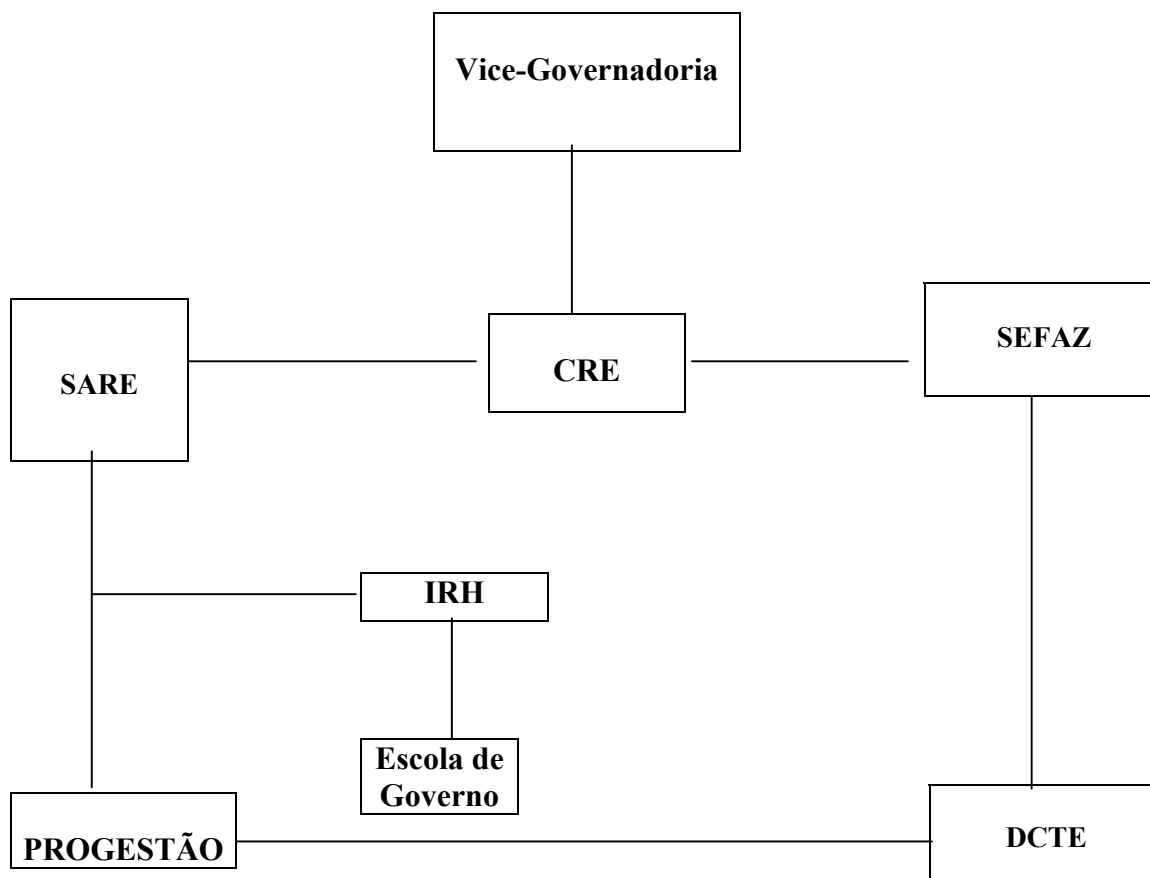 Vice-Governadoria
SEFAZ
CRE
SARE
IRH
Escola de
Governo
PROGESTÃO
DCTE